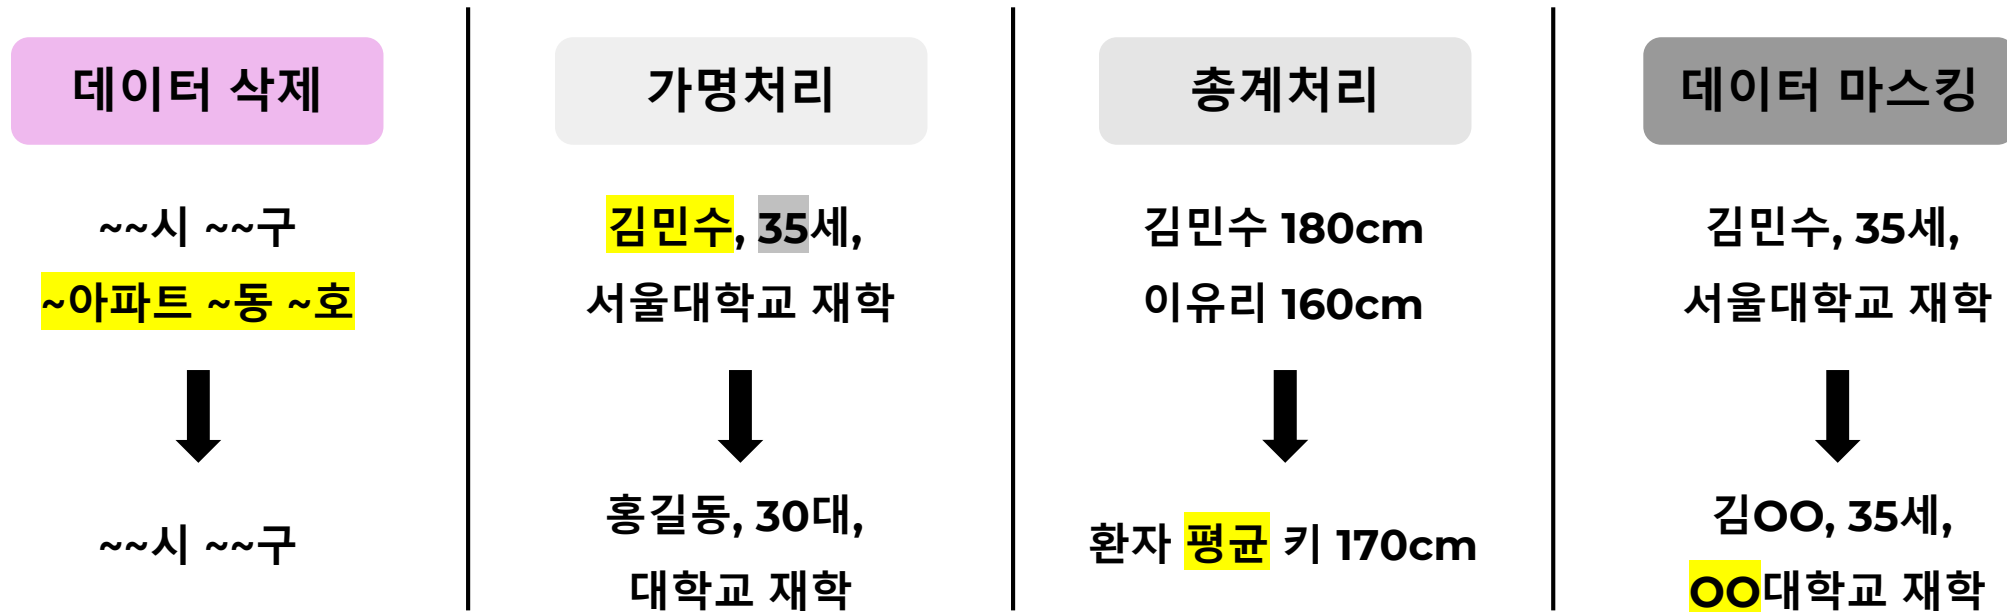 데이터 삭제
~~시 ~~구
~아파트 ~동 ~호
~~시 ~~구
가명처리
김민수, 35세,
서울대학교 재학
홍길동, 30대,
대학교 재학
총계처리
김민수 180cm
이유리 160cm
환자 평균 키 170cm
데이터 마스킹
김민수, 35세,
서울대학교 재학
김OO, 35세,
OO대학교 재학